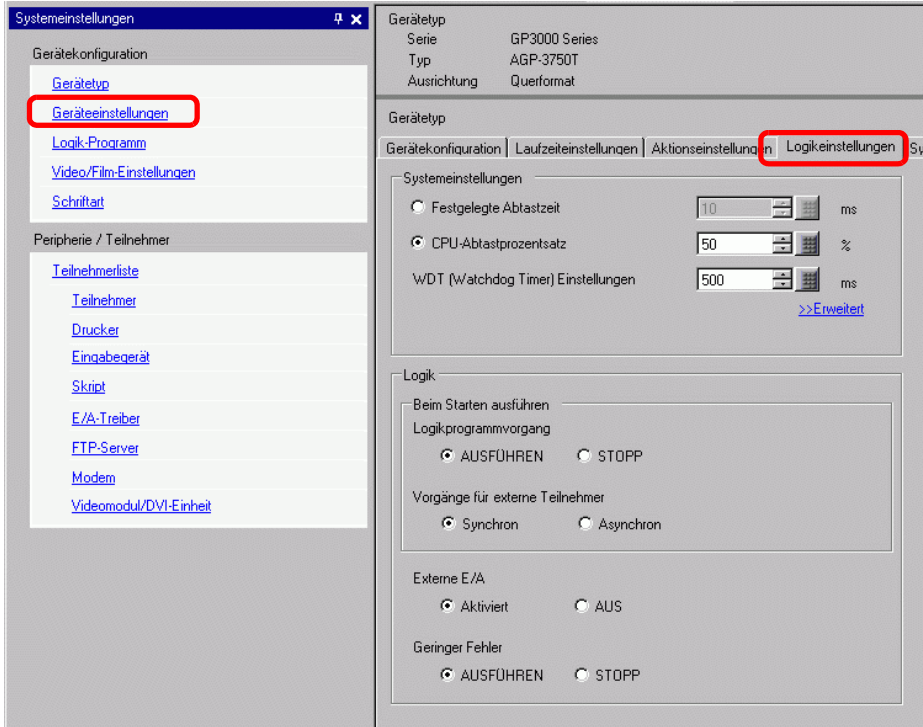 Systemeinstellungen
Gerätekonfiguration
Gerätetyp
Geräteeinstellungen
Logik-Programm
Video/Film-Einstellungen
Schriftart
Peripherie / Teilnehmer
Teilnehmerliste
Teilnehmer
Drucker
Eingabegerät
Skript
E/A-Treiber
FTP-Server
Modem
Videomodul/DVI-Einheit
Gerätetyp
Serie GP3000 Series
Typ AGP-3750T
Ausrichtung Querformat
Gerätetyp
Gerätekonfiguration Laufzeiteinstellungen Aktionseinstellungen Logikeinstellungen Sy
Systemeinstellungen
Festgelegte Abtastzeit 10 ms
CPU-Abtastprozentsatz 50 %
WDT (Watchdog Timer) Einstellungen 500 ms
>>Erweitert
Logik
Beim Starten ausführen
Logikprogrammvorgang
AUSFÜHREN STOPP
Vorgänge für externe Teilnehmer
Synchron Asynchron
Externe E/A
Aktiviert AUS
Geringer Fehler
AUSFÜHREN STOPP